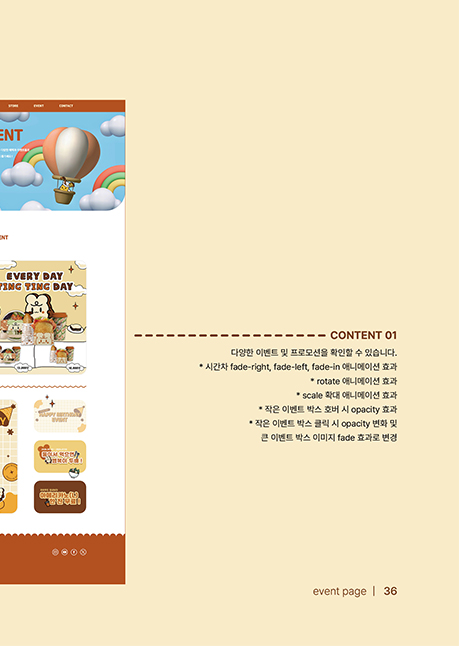 STORE EVENT CONTACT
ENT
ENT
EVERY DAY
TING TING DAY
HAPPY BIRTHDAY
EVENT
CONTENT 01
다양한 이벤트 및 프로모션을 확인할 수 있습니다.
* 시간차 fade-right, fade-left, fade-in 애니메이션 효과
* rotate 애니메이션 효과
* scale 확대 애니메이션 효과
* 작은 이벤트 박스 호버 시 opacity 효과
* 작은 이벤트 박스 클릭 시 opacity 변화 및
큰 이벤트 박스 이미지 fade 효과로 변경
event page | 36